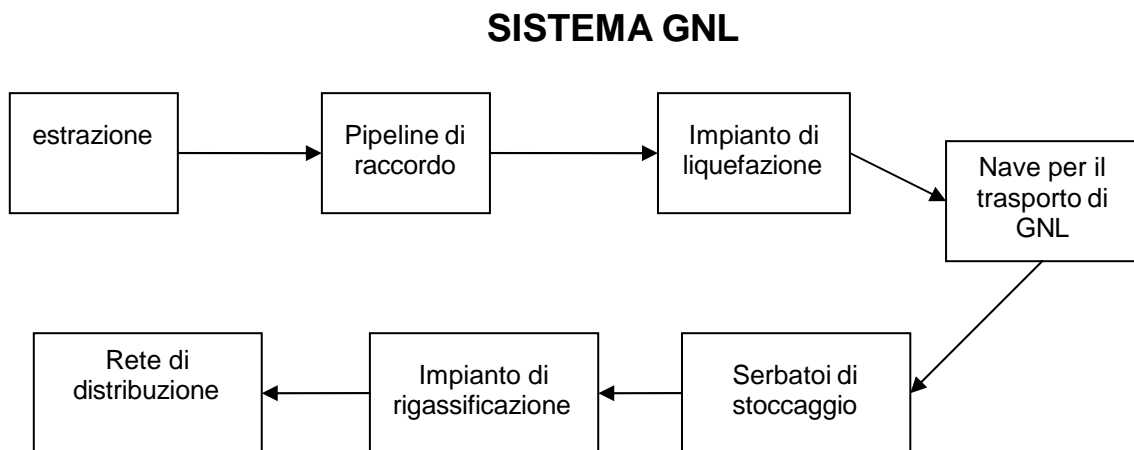 SISTEMA GNL
estrazione
Pipeline di
raccordo
Impianto di
liquefazione
Nave per il
trasporto di
GNL
Serbatoi di
stoccaggio
Impianto di
rigassificazione
Rete di
distribuzione